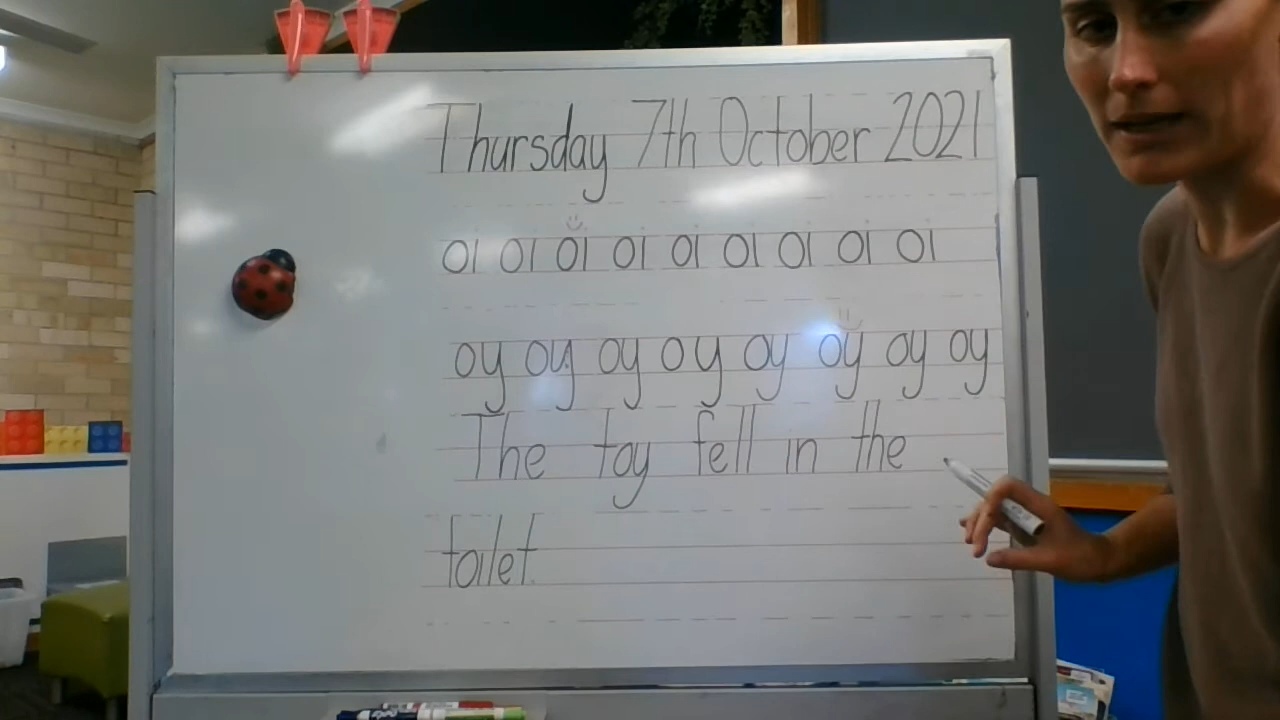 Thursday 7th October 2021
oi oi oi oi oi oi oi oi oi
oy oy oy oy oy oy oy oy
The toy fell in the
toilet.